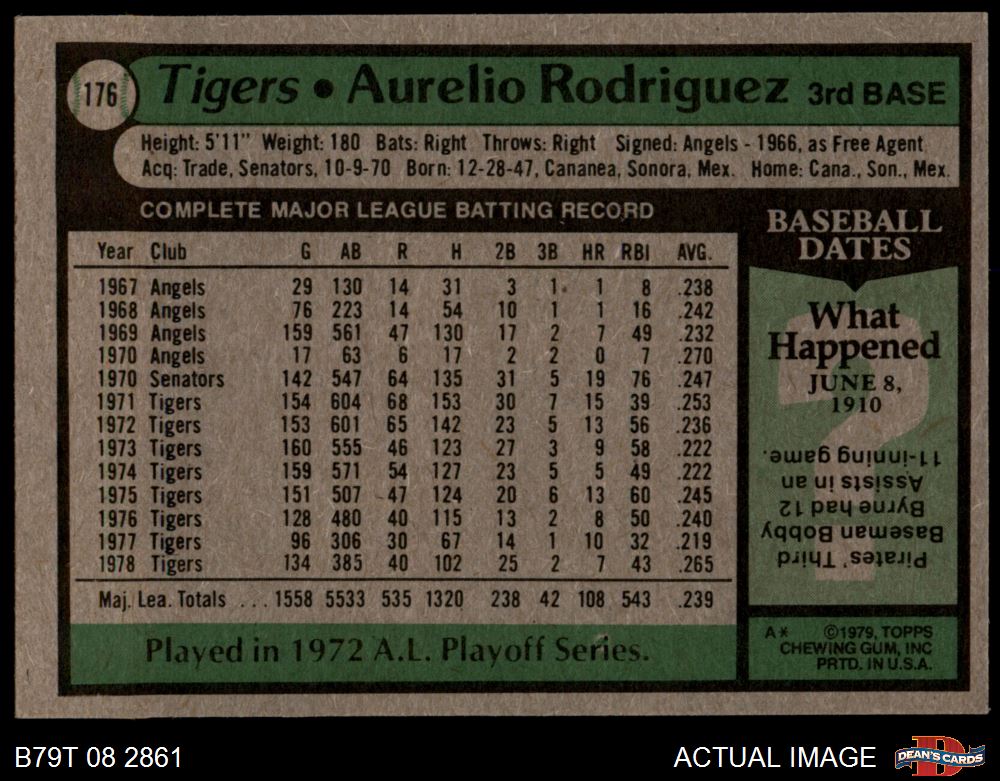 176
Tigers • Aurelio Rodriguez 3rd BASE
Height: 5'11" Weight: 180 Bats: Right Throws: Right Signed: Angels - 1966, as Free Agent
Acq: Trade, Senators, 10-9-70 Born: 12-28-47, Cananea, Sonora, Mex. Home: Cana., Son., Mex.
COMPLETE MAJOR LEAGUE BATTING RECORD
Year Club G AB R H 2B 3B HR RBI AVG.
1967 Angels 29 130 14 31 3 1 1 8 .238
1968 Angels 76 223 14 54 10 1 1 16 .242
1969 Angels 159 561 47 130 17 2 7 49 .232
1970 Angels 17 63 6 17 2 2 0 7 .270
1970 Senators 142 547 64 135 31 5 19 76 .247
1971 Tigers 154 604 68 153 30 7 15 39 .253
1972 Tigers 153 601 65 142 23 5 13 56 .236
1973 Tigers 160 555 46 123 27 3 9 58 .222
1974 Tigers 159 571 54 127 23 5 5 49 .222
1975 Tigers 151 507 47 124 20 6 13 60 .245
1976 Tigers 128 480 40 115 13 2 8 50 .240
1977 Tigers 96 306 30 67 14 1 10 32 .219
1978 Tigers 134 385 40 102 25 2 7 43 .265
Maj. Lea. Totals ... 1558 5533 535 1320 238 42 108 543 .239
Played in 1972 A.L. Playoff Series.
BASEBALL
DATES
What
Happened
JUNE 8,
1910
Pirates' Third
Baseman Bobby
Byrne had 12
Assists in an
11-inning game.
A* ©1979, TOPPS
CHEWING GUM, INC
PRTD. IN U.S.A.
B79T 08 2861
ACTUAL IMAGE
D
DEAN'S CARDS